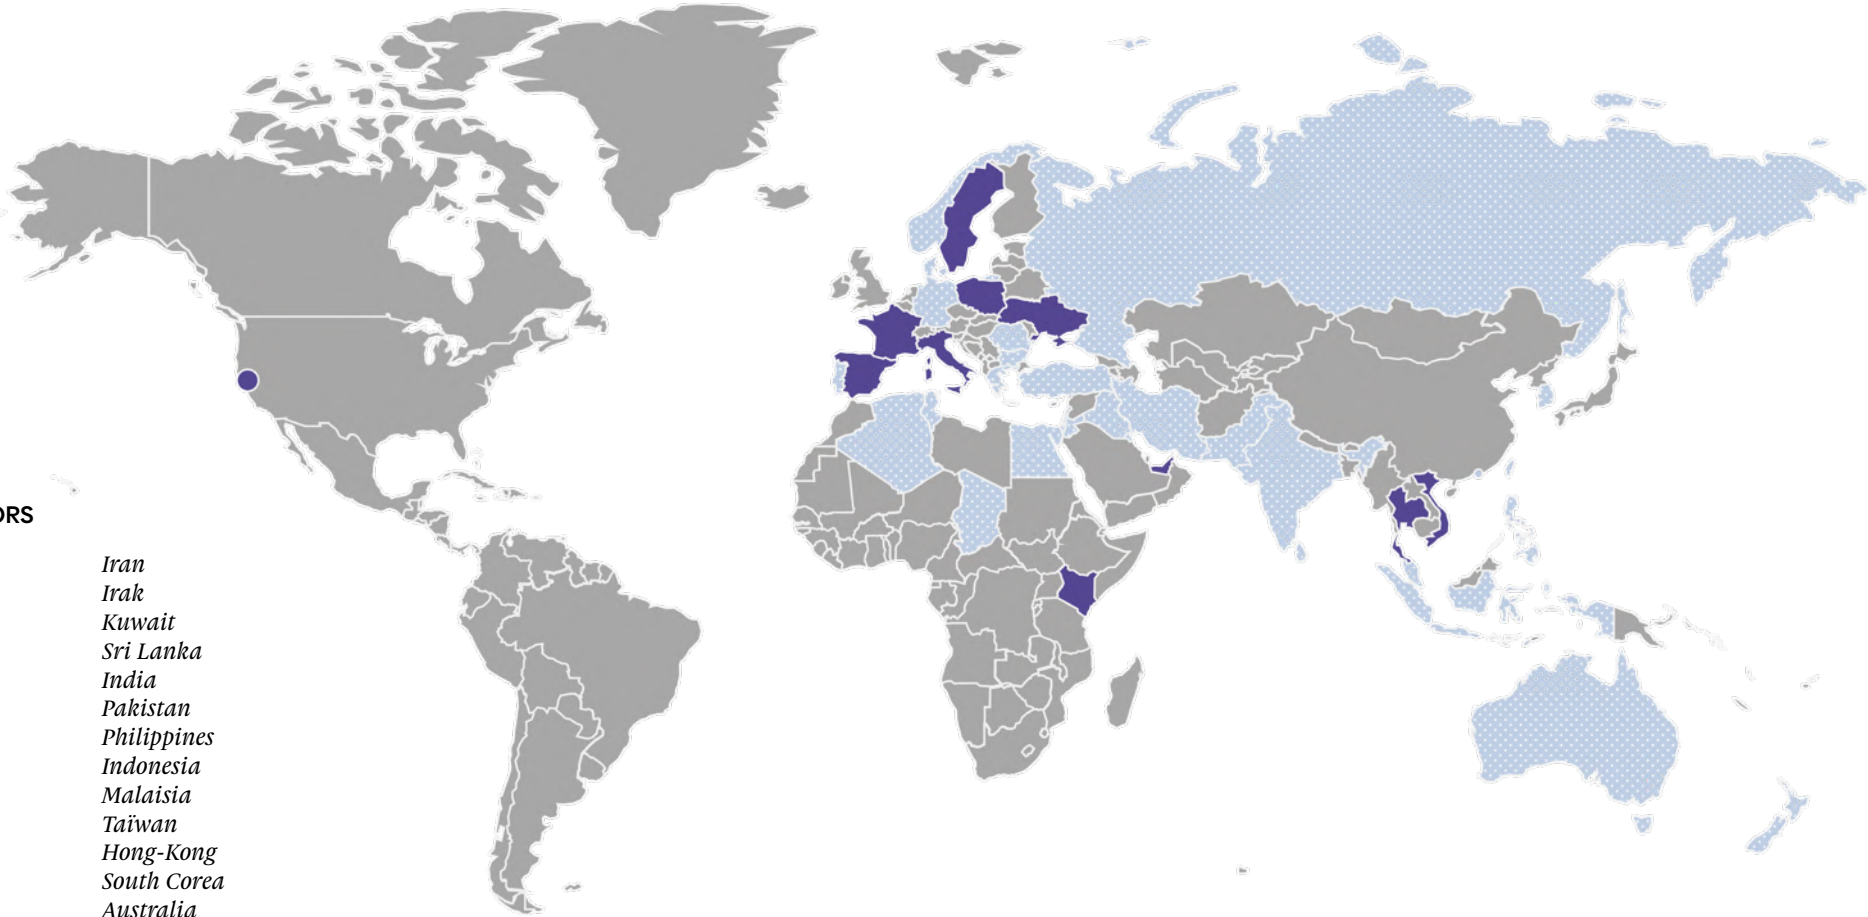 ORS
Iran
Irak
Kuwait
Sri Lanka
India
Pakistan
Philippines
Indonesia
Malaisia
Taïwan
Hong-Kong
South Corea
Australia